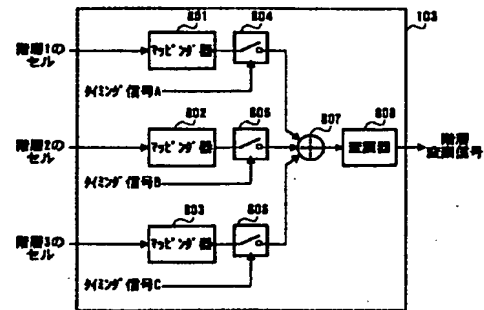 103
801
804
階層1の
セル
マッピング器
タイミング信号A
802
805
807
808
階層2の
セル
マッピング器
変調器
階層
変調信号
タイミング信号B
803
806
階層3の
セル
マッピング器
タイミング信号C